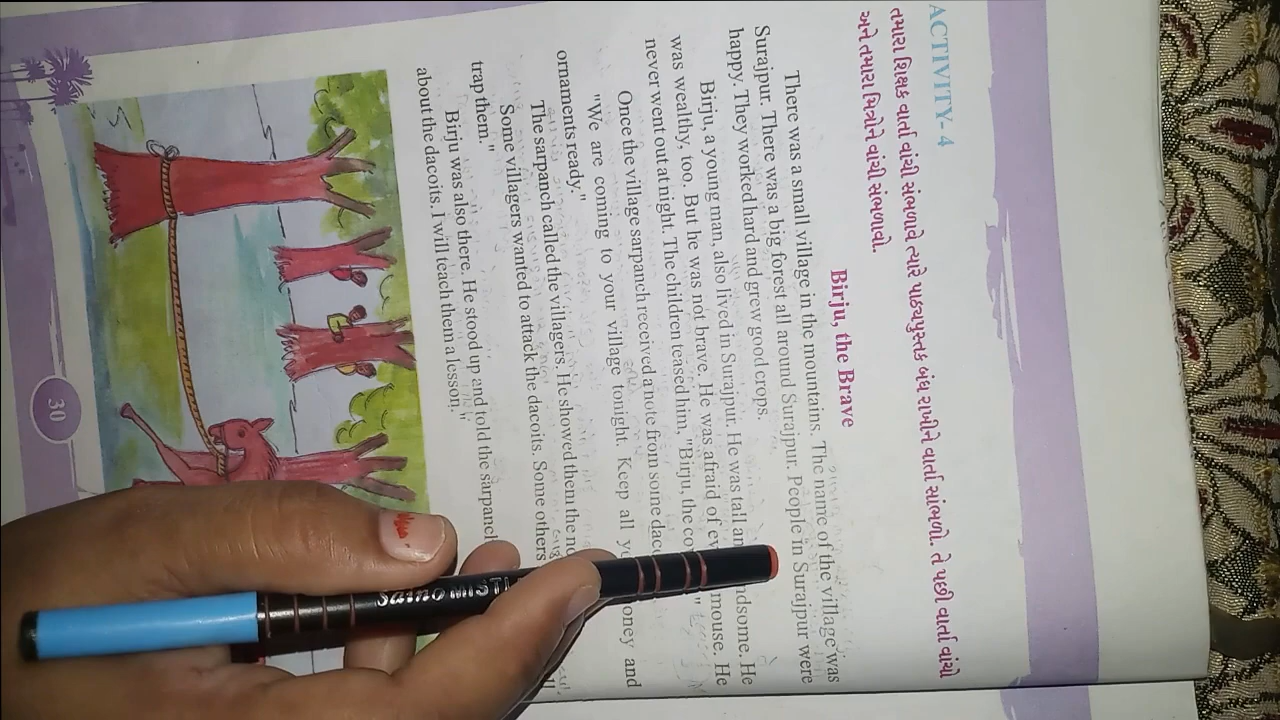 ACTIVITY- 4
તમારા શિક્ષક વાર્તા વાંચી સંભળાવે ત્યારે પાઠ્યપુસ્તક બંધ રાખીને વાર્તા સાંભળો. તે પછી વાર્તા વાંચો
અને તમારા મિત્રોને વાંચી સંભળાવો.
Birju, the Brave
There was a small village in the mountains. The name of the village was
Surajpur. There was a big forest all around Surajpur. People in Surajpur were
happy. They worked hard and grew good crops.
Birju, a young man, also lived in Surajpur. He was tall handsome. He
was wealthy, too. But he was not brave. He was afraid of mouse. He
never went out at night. The children teased him, "Birju, the
Once the village sarpanch received a note from some
"We are coming to your village tonight. Keep all money and
ornaments ready."
The sarpanch called the villagers. He showed them the
Some villagers wanted to attack the dacoits. Some others
trap them."
Birju was also there. He stood up and told the sarpanch
about the dacoits. I will teach them a lesson.'
30